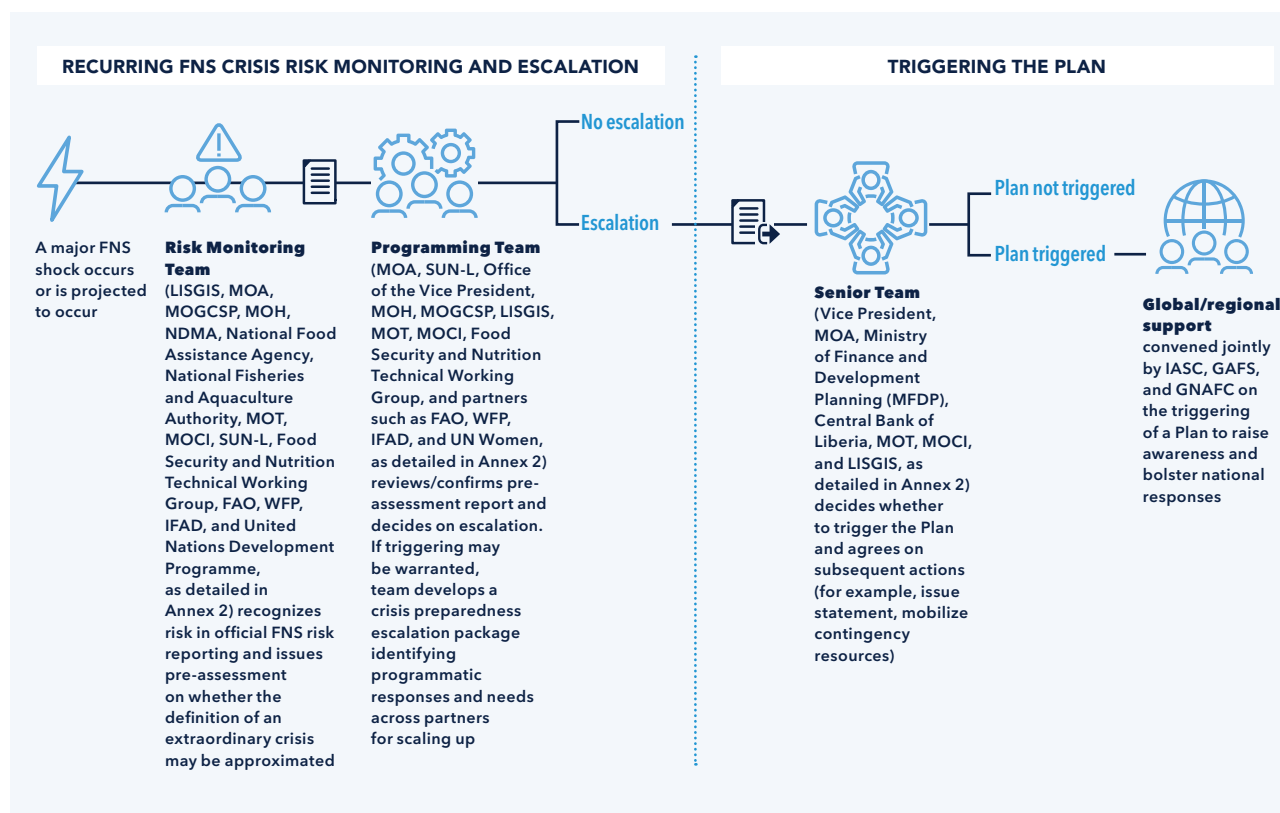 RECURRING FNS CRISIS RISK MONITORING AND ESCALATION
TRIGGERING THE PLAN
No escalation
Escalation
Plan not triggered
Plan triggered
A major FNS
shock occurs
or is projected
to occur
Risk Monitoring
Team
(LISGIS, MOA,
MOGCSP, MOH,
NDMA, National Food
Assistance Agency,
National Fisheries
and Aquaculture
Authority, MOT,
MOCI, SUN-L, Food
Security and Nutrition
Technical Working
Group, FAO, WFP,
IFAD, and United
Nations Development
Programme,
as detailed in
Annex 2) recognizes
risk in official FNS risk
reporting and issues
pre-assessment
on whether the
definition of an
extraordinary crisis
may be approximated
Programming Team
(MOA, SUN-L, Office
of the Vice President,
MOH, MOGCSP, LISGIS,
MOT, MOCI, Food
Security and Nutrition
Technical Working
Group, and partners
such as FAO, WFP,
IFAD, and UN Women,
as detailed in Annex 2)
reviews/confirms pre-
assessment report and
decides on escalation.
If triggering may
be warranted,
team develops a
crisis preparedness
escalation package
identifying
programmatic
responses and needs
across partners
for scaling up
Senior Team
(Vice President,
MOA, Ministry
of Finance and
Development
Planning (MFDP),
Central Bank of
Liberia, MOT, MOCI,
and LISGIS, as
detailed in Annex 2)
decides whether
to trigger the Plan
and agrees on
subsequent actions
(for example, issue
statement, mobilize
contingency
resources)
Global/regional
support
convened jointly
by IASC, GAFS,
and GNAFC on
the triggering
of a Plan to raise
awareness and
bolster national
responses